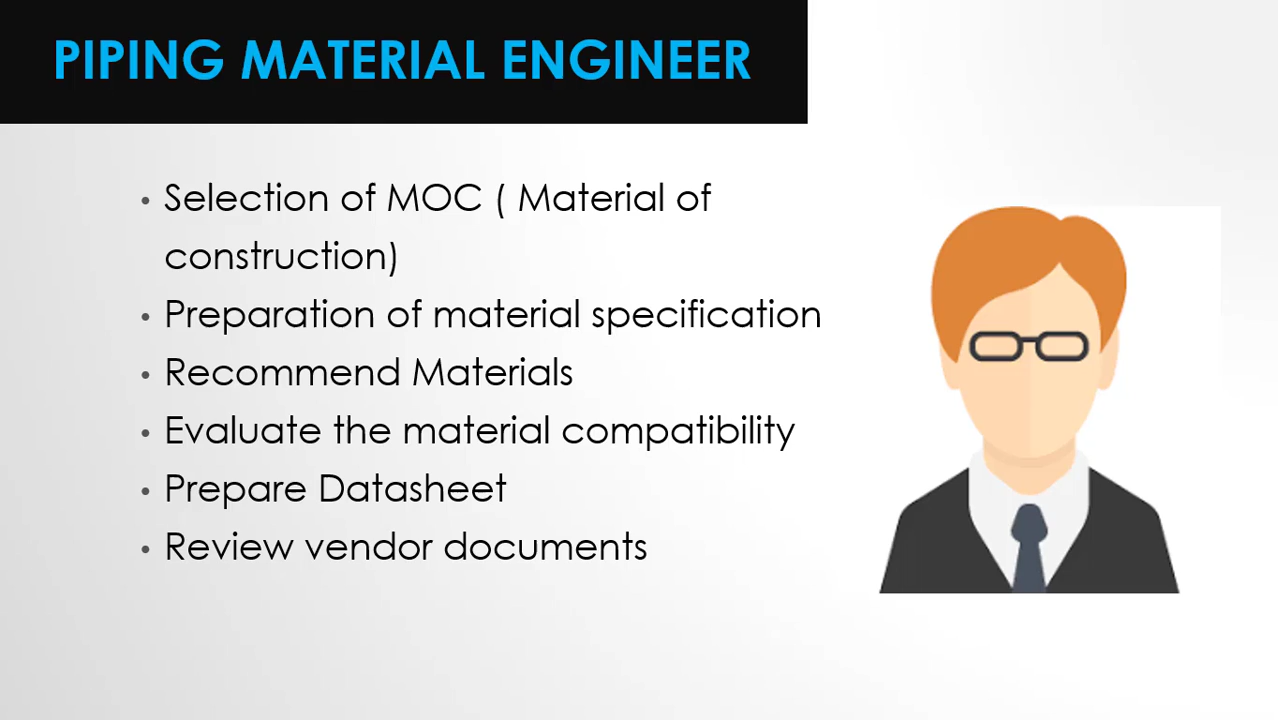 PIPING MATERIAL ENGINEER
• Selection of MOC ( Material of
construction)
• Preparation of material specification
• Recommend Materials
• Evaluate the material compatibility
• Prepare Datasheet
• Review vendor documents